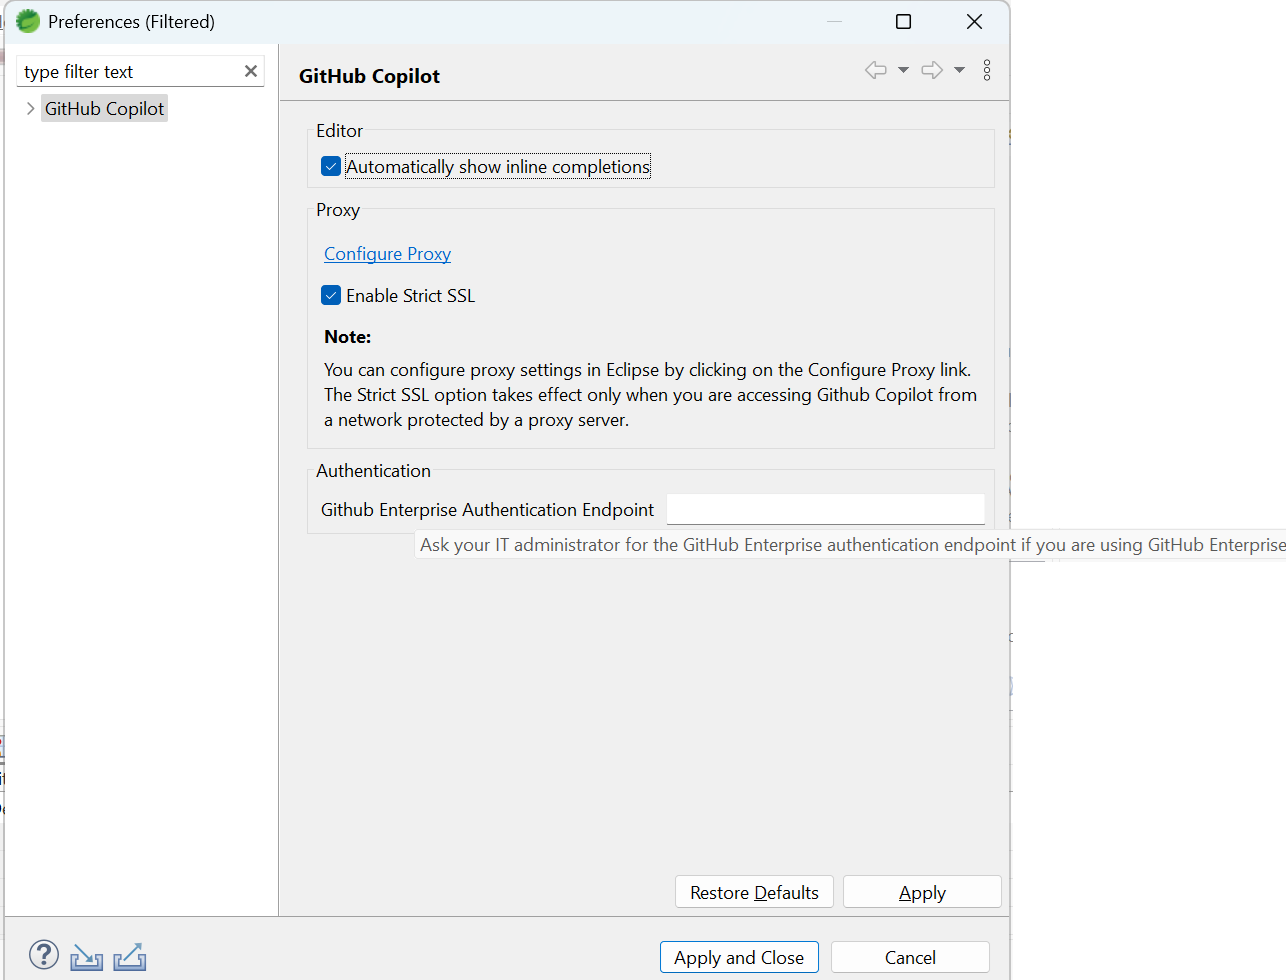 Preferences (Filtered)
type filter text
GitHub Copilot
GitHub Copilot
Editor
Automatically show inline completions
Proxy
Configure Proxy
Enable Strict SSL
Note:
You can configure proxy settings in Eclipse by clicking on the Configure Proxy link.
The Strict SSL option takes effect only when you are accessing Github Copilot from
a network protected by a proxy server.
Authentication
Github Enterprise Authentication Endpoint
Ask your IT administrator for the GitHub Enterprise authentication endpoint if you are using GitHub Enterprise
Restore Defaults
Apply
Apply and Close
Cancel